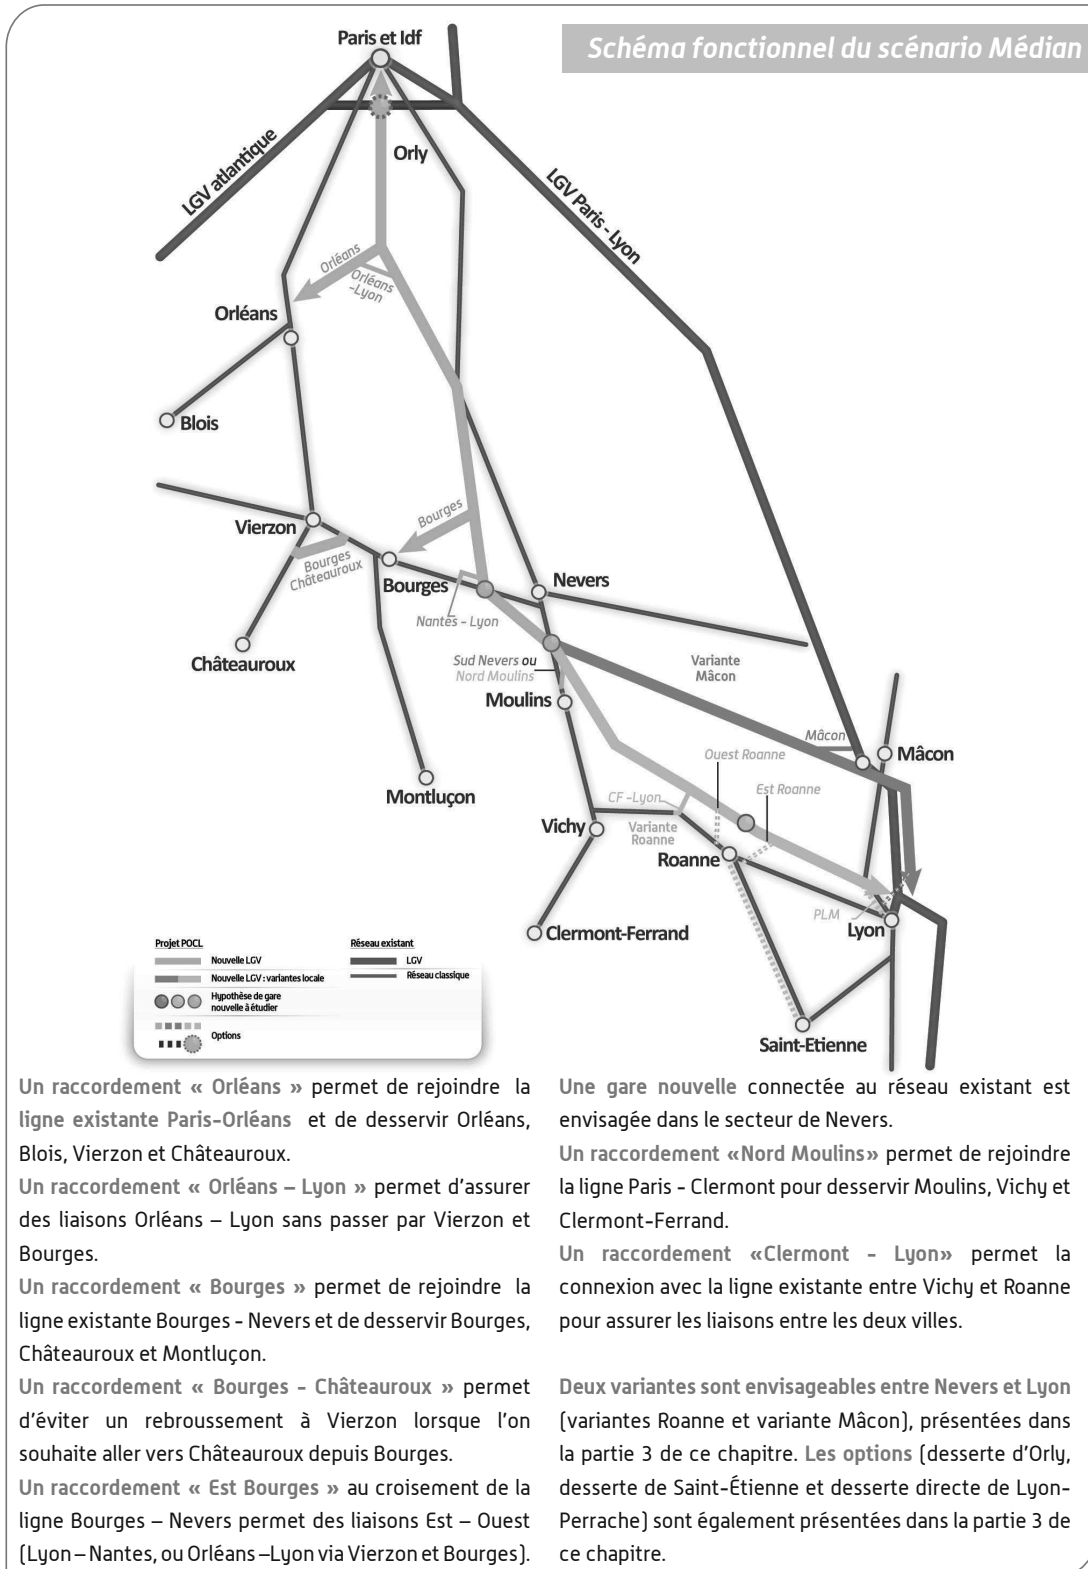 Schéma fonctionnel du scénario Médian
Paris et Idf
Orly
LGV atlantique
LGV Paris - Lyon
Orléans
Orléans
-Lyon
Orléans
Blois
Vierzon
Bourges
Bourges
Châteauroux
Bourges
Nevers
Nantes - Lyon
Châteauroux
Sud Nevers ou
Nord Moulins
Variante
Mâcon
Moulins
Mâcon
Mâcon
Ouest Roanne
Est Roanne
Montluçon
CF -Lyon
Vichy
Variante
Roanne
Roanne
PLM
Lyon
Clermont-Ferrand
Saint-Etienne
Projet POCL
Nouvelle LGV
Nouvelle LGV : variantes locale
Hypothèse de gare
nouvelle à étudier
Options
Réseau existant
LGV
Réseau classique
Un raccordement « Orléans » permet de rejoindre la
ligne existante Paris-Orléans et de desservir Orléans,
Blois, Vierzon et Châteauroux.
Un raccordement « Orléans – Lyon » permet d'assurer
des liaisons Orléans – Lyon sans passer par Vierzon et
Bourges.
Un raccordement « Bourges » permet de rejoindre la
ligne existante Bourges - Nevers et de desservir Bourges,
Châteauroux et Montluçon.
Un raccordement « Bourges - Châteauroux » permet
d'éviter un rebroussement à Vierzon lorsque l'on
souhaite aller vers Châteauroux depuis Bourges.
Un raccordement « Est Bourges » au croisement de la
ligne Bourges – Nevers permet des liaisons Est – Ouest
(Lyon – Nantes, ou Orléans –Lyon via Vierzon et Bourges).
Une gare nouvelle connectée au réseau existant est
envisagée dans le secteur de Nevers.
Un raccordement «Nord Moulins» permet de rejoindre
la ligne Paris - Clermont pour desservir Moulins, Vichy et
Clermont-Ferrand.
Un raccordement «Clermont - Lyon» permet la
connexion avec la ligne existante entre Vichy et Roanne
pour assurer les liaisons entre les deux villes.
Deux variantes sont envisageables entre Nevers et Lyon
(variantes Roanne et variante Mâcon), présentées dans
la partie 3 de ce chapitre. Les options (desserte d'Orly,
desserte de Saint-Étienne et desserte directe de Lyon-
Perrache) sont également présentées dans la partie 3 de
ce chapitre.